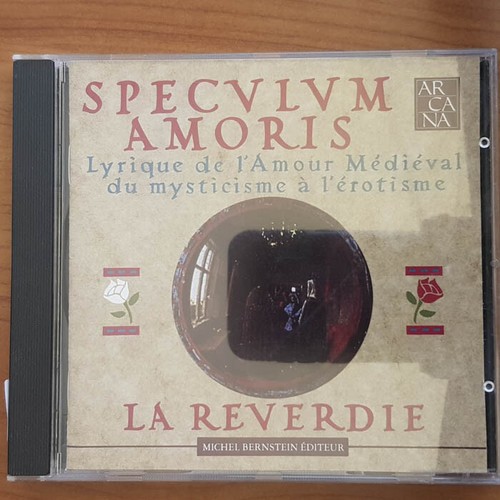 SPECVLVM
AMORIS
AR
CA
NA
Lyrique de l'Amour Médiéval
du mysticisme à l'érotisme
LA REVERDIE
MICHEL BERNSTEIN ÉDITEUR